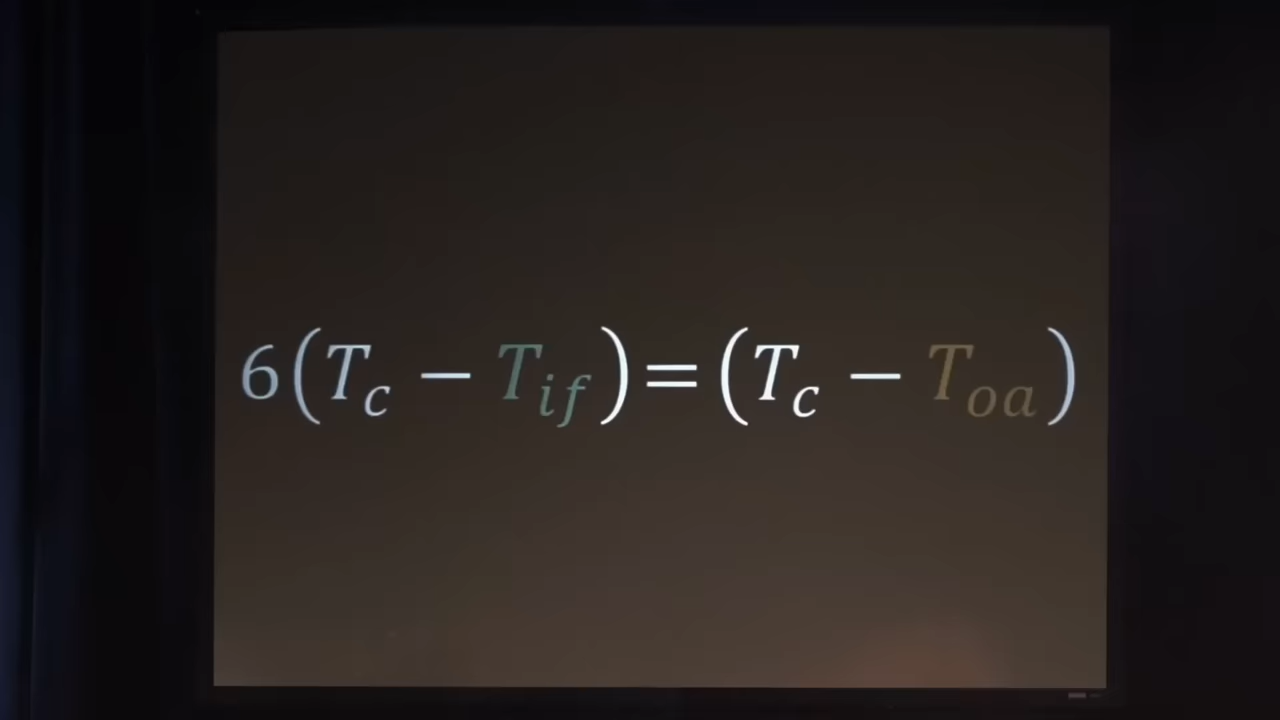 6(T_c − T_if) = (T_c − T_oa)